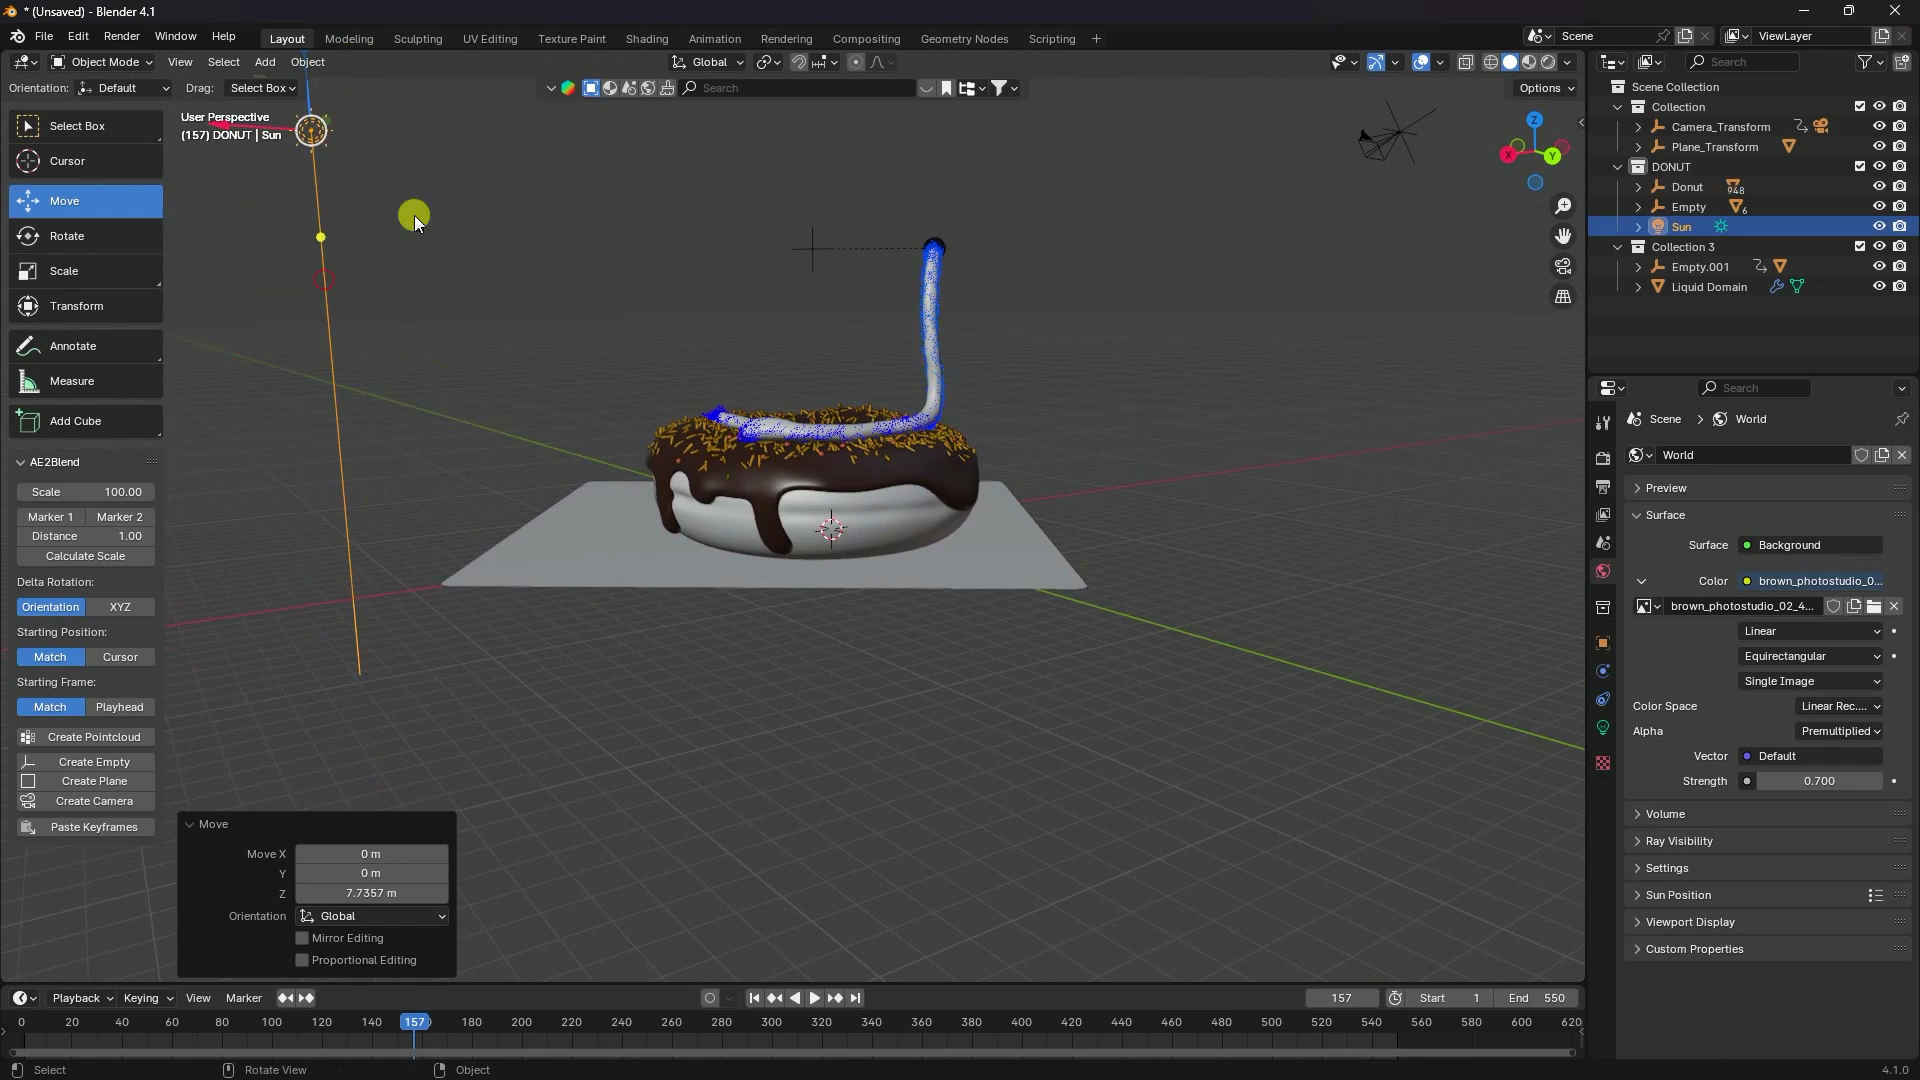 * (Unsaved) - Blender 4.1
File Edit Render Window Help
Layout Modeling Sculpting UV Editing Texture Paint Shading Animation Rendering Compositing Geometry Nodes Scripting +
Scene ViewLayer
Object Mode View Select Add Object
Global
Search
Orientation: Default Drag: Select Box
Search
Options
User Perspective
(157) DONUT | Sun
Select Box
Cursor
Move
Rotate
Scale
Transform
Annotate
Measure
Add Cube
AE2Blend
Scale 100.00
Marker 1 Marker 2
Distance 1.00
Calculate Scale
Delta Rotation:
Orientation XYZ
Starting Position:
Match Cursor
Starting Frame:
Match Playhead
Create Pointcloud
Create Empty
Create Plane
Create Camera
Paste Keyframes
Z
X
Y
Move
Move X 0 m
Y 0 m
Z 7.7357 m
Orientation Global
Mirror Editing
Proportional Editing
Scene Collection
Collection
Camera_Transform
Plane_Transform
DONUT
Donut 948
Empty 6
Sun
Collection 3
Empty.001
Liquid Domain
Search
Scene > World
World
Preview
Surface
Surface Background
Color brown_photostudio_0...
brown_photostudio_02_4...
Linear
Equirectangular
Single Image
Color Space Linear Rec....
Alpha Premultiplied
Vector Default
Strength 0.700
Volume
Ray Visibility
Settings
Sun Position
Viewport Display
Custom Properties
Playback Keying View Marker
157 Start 1 End 550
0 20 40 60 80 100 120 140 157 180 200 220 240 260 280 300 320 340 360 380 400 420 440 460 480 500 520 540 560 580 600 620
Select Rotate View Object
4.1.0